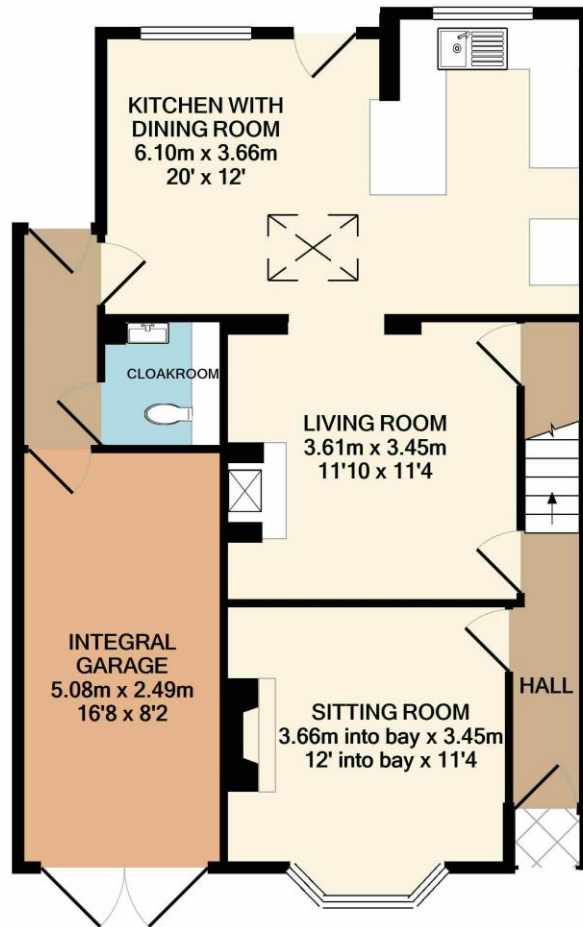 KITCHEN WITH
DINING ROOM
6.10m x 3.66m
20' x 12'
CLOAKROOM
LIVING ROOM
3.61m x 3.45m
11'10 x 11'4
INTEGRAL
GARAGE
5.08m x 2.49m
16'8 x 8'2
SITTING ROOM
3.66m into bay x 3.45m
12' into bay x 11'4
HALL